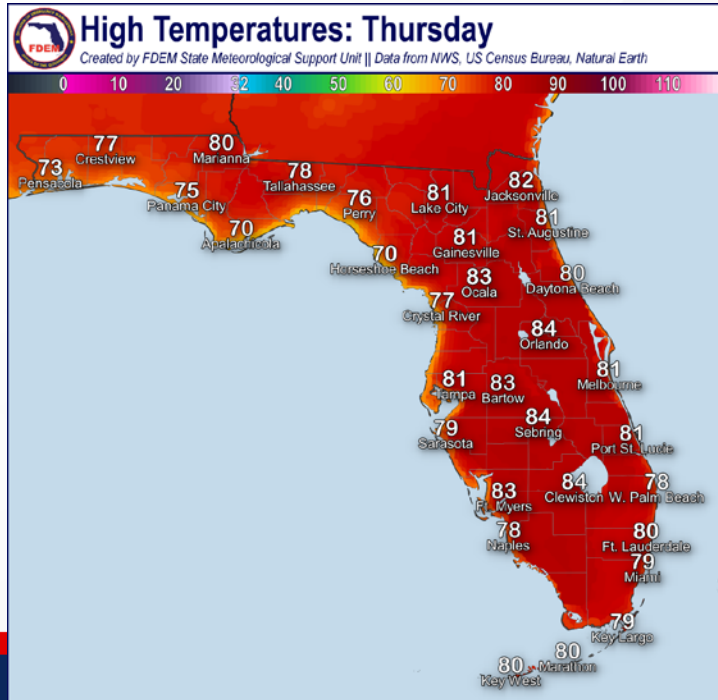 FDEM
High Temperatures: Thursday
Created by FDEM State Meteorological Support Unit || Data from NWS, US Census Bureau, Natural Earth
0 10 20 32 40 50 60 70 80 90 100 110
77
Crestview
80
Marianna
73
Pensacola
78
Tallahassee
75
Panama City
76
Perry
81
Lake City
82
Jacksonville
70
Apalachicola
81
St. Augustine
81
Gainesville
70
Horseshoe Beach
83
Ocala
80
Daytona Beach
77
Crystal River
84
Orlando
81
Melbourne
81
Tampa
83
Bartow
84
Sebring
79
Sarasota
81
Port St. Lucie
84
Clewiston
78
W. Palm Beach
83
Ft. Myers
78
Naples
80
Ft. Lauderdale
79
Miami
79
Key Largo
80
Marathon
80
Key West